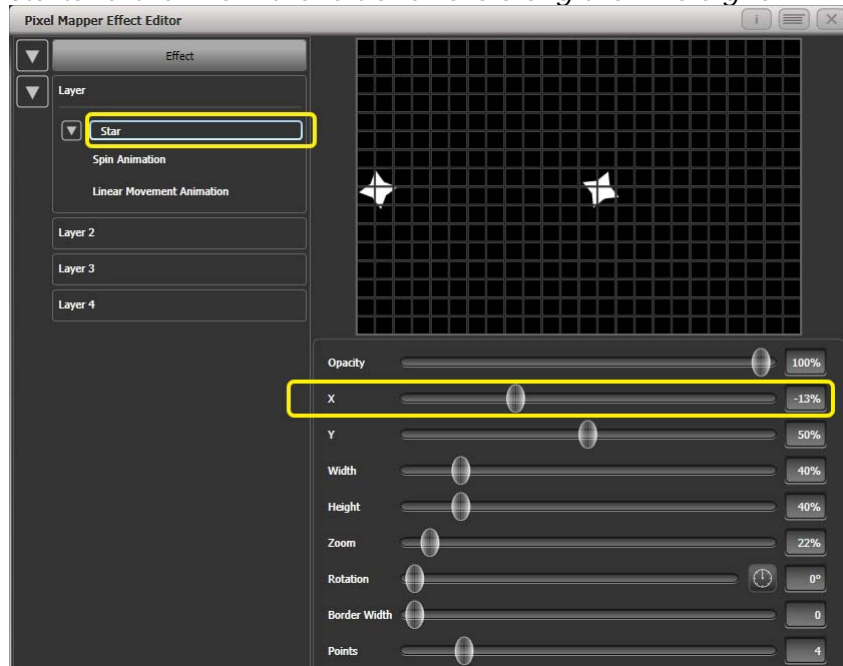 Pixel Mapper Effect Editor
i
Effect
Layer
Star
Spin Animation
Linear Movement Animation
Layer 2
Layer 3
Layer 4
Opacity 100%
X -13%
Y 50%
Width 40%
Height 40%
Zoom 22%
Rotation 0°
Border Width 0
Points 4